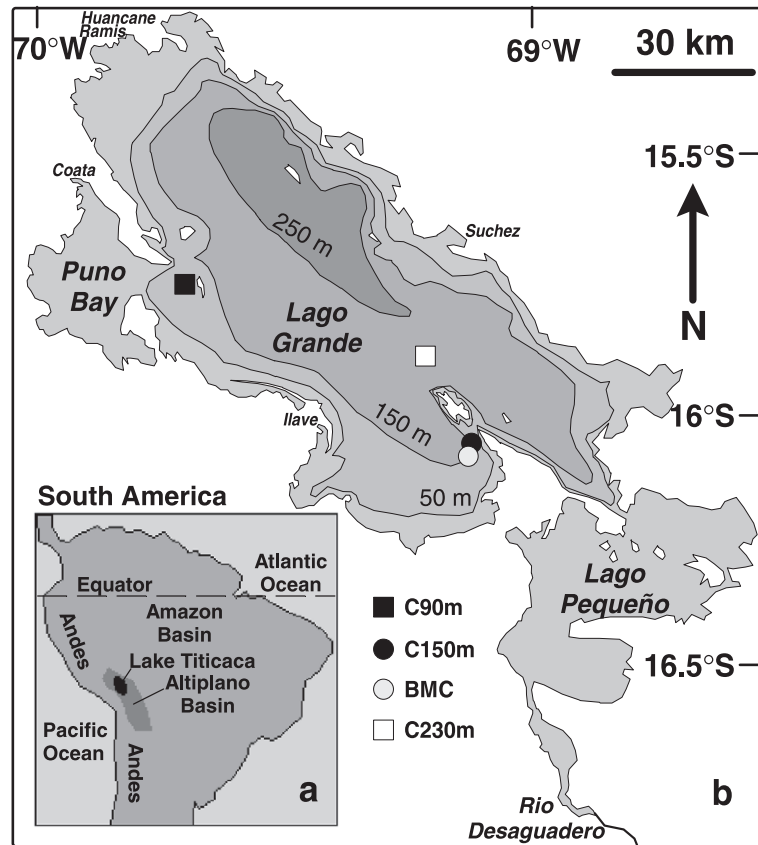 Huancane
Ramis
70°W
69°W
30 km
15.5°S
Coata
Suchez
250 m
Puno
Bay
N
Lago
Grande
Ilave
150 m
16°S
50 m
South America
Atlantic
Ocean
Equator
Amazon
Basin
Andes
Lake Titicaca
Altiplano
Basin
Pacific
Ocean
Andes
a
C90m
C150m
BMC
C230m
Lago
Pequeño
16.5°S
b
Rio
Desaguadero